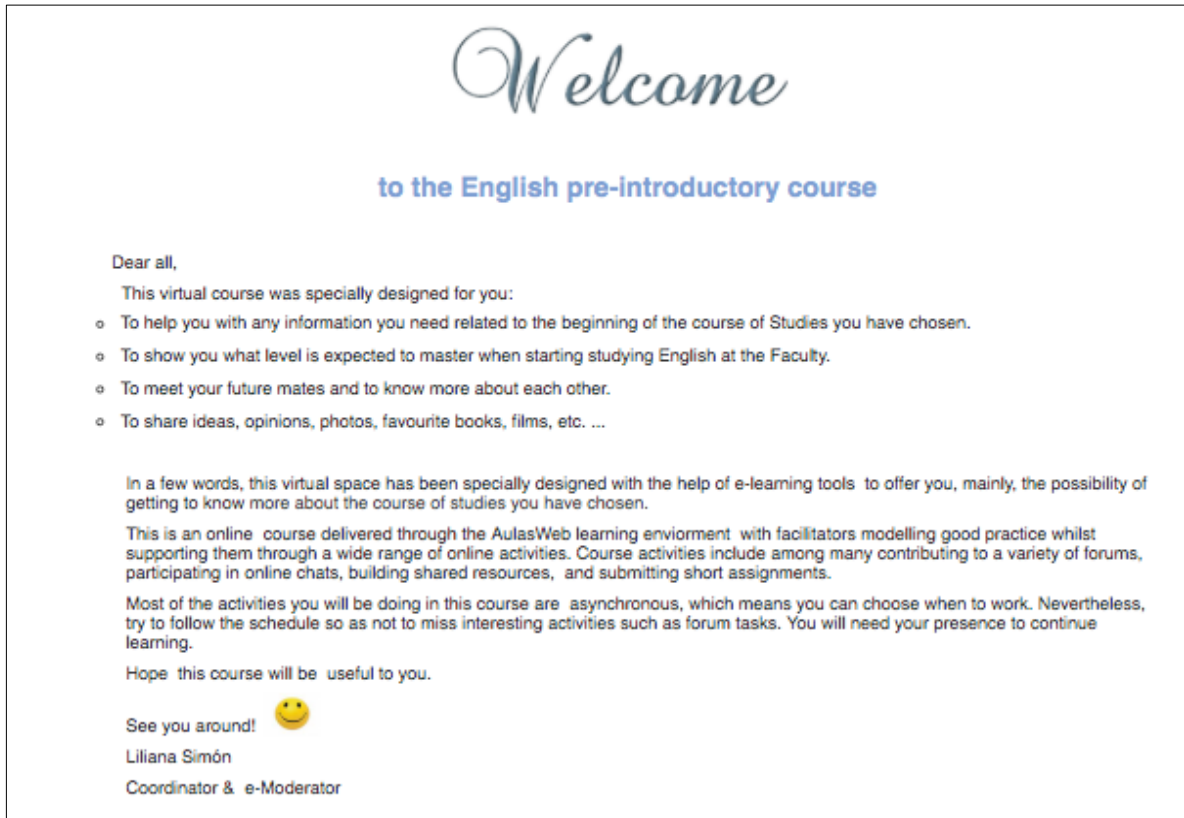 Welcome
to the English pre-introductory course
Dear all,
This virtual course was specially designed for you:
To help you with any information you need related to the beginning of the course of Studies you have chosen.
To show you what level is expected to master when starting studying English at the Faculty.
To meet your future mates and to know more about each other.
To share ideas, opinions, photos, favourite books, films, etc. ...
In a few words, this virtual space has been specially designed with the help of e-learning tools to offer you, mainly, the possibility of
getting to know more about the course of studies you have chosen.
This is an online course delivered through the AulasWeb learning enviorment with facilitators modelling good practice whilst
supporting them through a wide range of online activities. Course activities include among many contributing to a variety of forums,
participating in online chats, building shared resources, and submitting short assignments.
Most of the activities you will be doing in this course are asynchronous, which means you can choose when to work. Nevertheless,
try to follow the schedule so as not to miss interesting activities such as forum tasks. You will need your presence to continue
learning.
Hope this course will be useful to you.
See you around!
Liliana Simón
Coordinator & e-Moderator